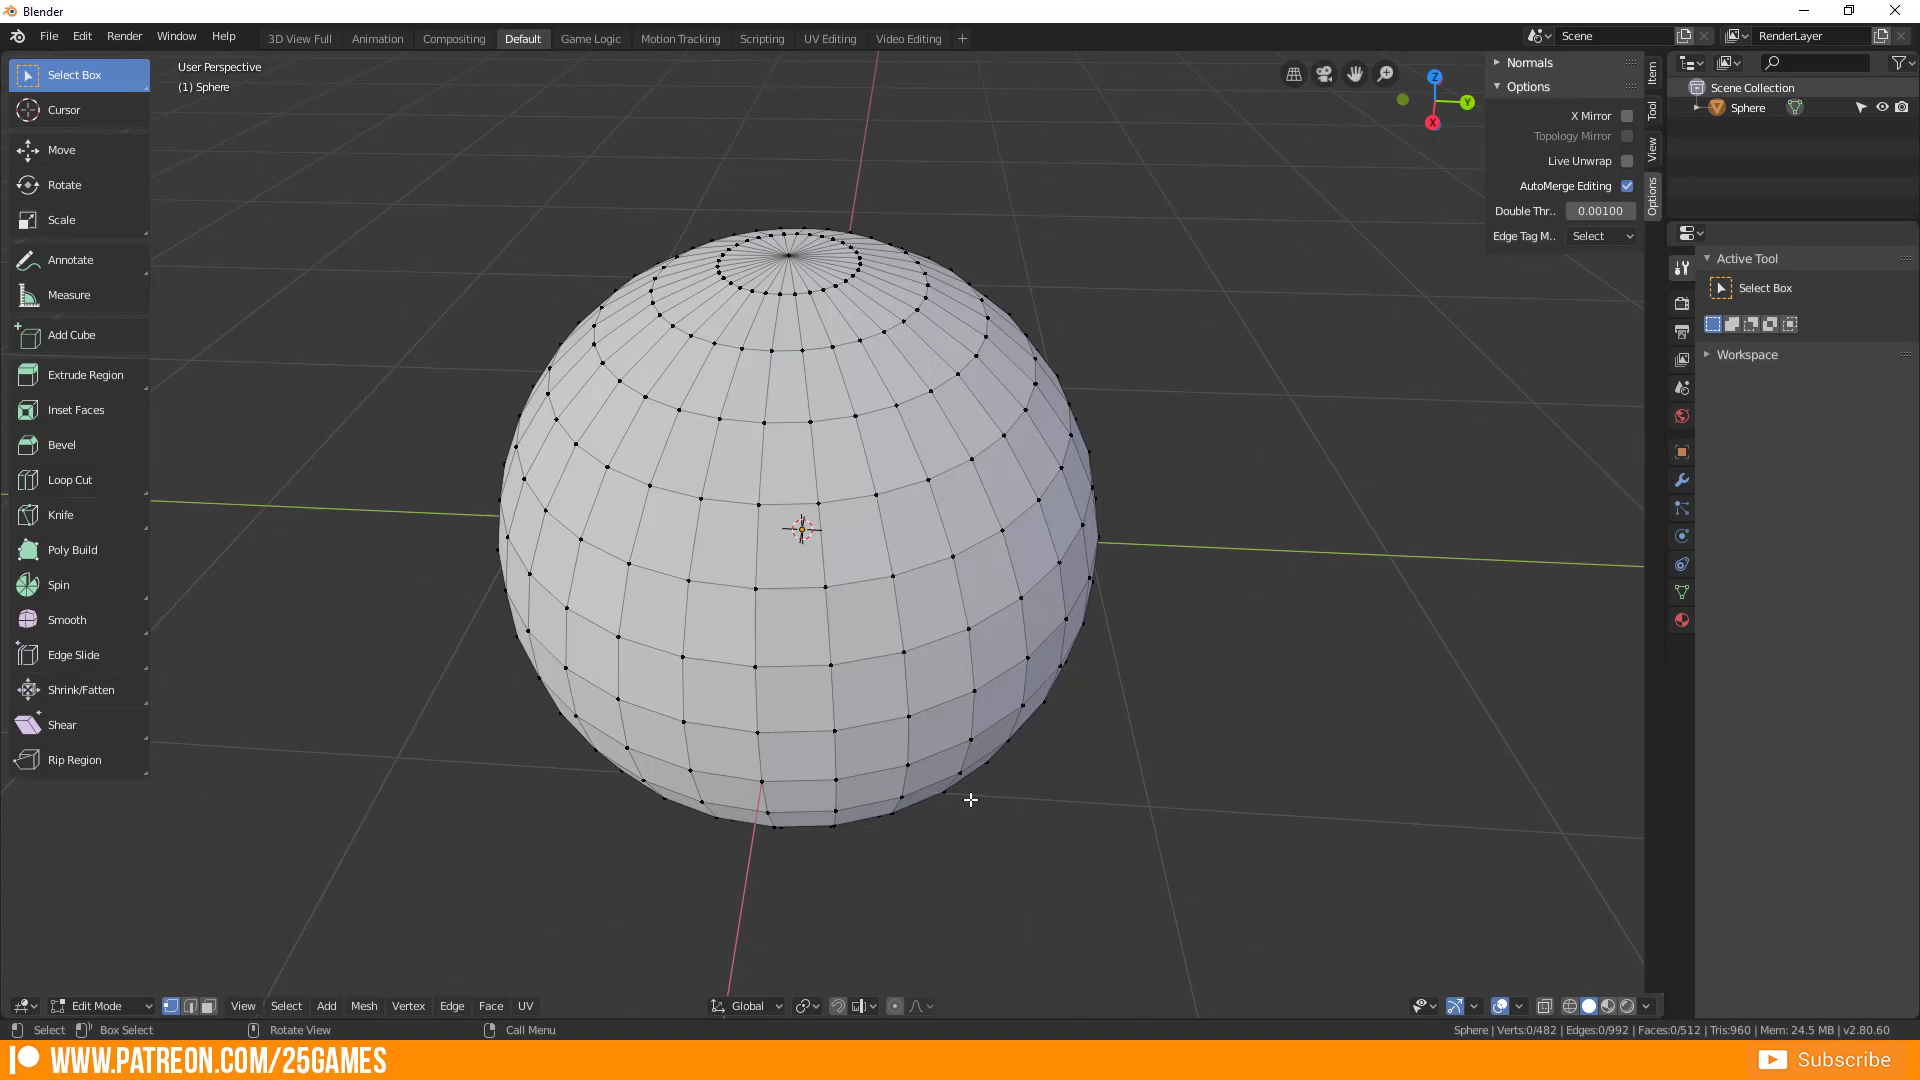 Blender
File Edit Render Window Help 3D View Full Animation Compositing Default Game Logic Motion Tracking Scripting UV Editing Video Editing + Scene RenderLayer
Select Box
Cursor
Move
Rotate
Scale
Annotate
Measure
Add Cube
Extrude Region
Inset Faces
Bevel
Loop Cut
Knife
Poly Build
Spin
Smooth
Edge Slide
Shrink/Fatten
Shear
Rip Region
User Perspective
(1) Sphere
Z
Y
X
Normals
Options
X Mirror
Topology Mirror
Live Unwrap
AutoMerge Editing
Double Thr.. 0.00100
Edge Tag M.. Select
Item
Tool
View
Options
Scene Collection
Sphere
Active Tool
Select Box
Workspace
Edit Mode View Select Add Mesh Vertex Edge Face UV Global
Select Box Select Rotate View Call Menu Sphere | Verts:0/482 | Edges:0/992 | Faces:0/512 | Tris:960 | Mem: 24.5 MB | v2.80.60
WWW.PATREON.COM/25GAMES Subscribe